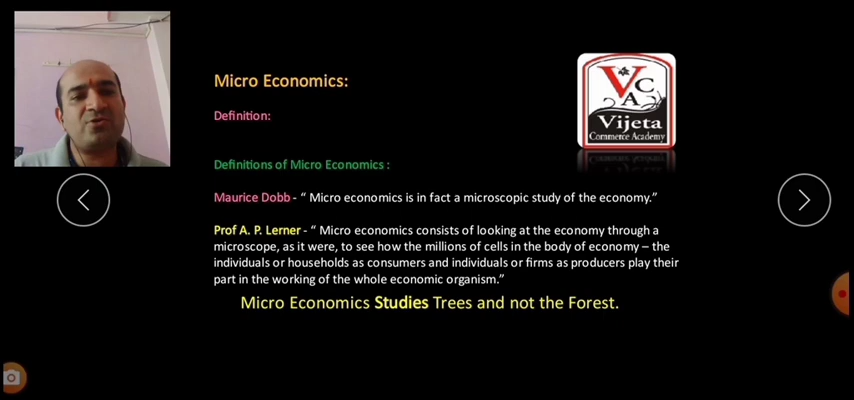 Micro Economics:
Definition:
Definitions of Micro Economics :
Maurice Dobb - “ Micro economics is in fact a microscopic study of the economy.”
Prof A. P. Lerner - “ Micro economics consists of looking at the economy through a
microscope, as it were, to see how the millions of cells in the body of economy – the
individuals or households as consumers and individuals or firms as producers play their
part in the working of the whole economic organism.”
Micro Economics Studies Trees and not the Forest.
VCA
Vijeta
Commerce Academy